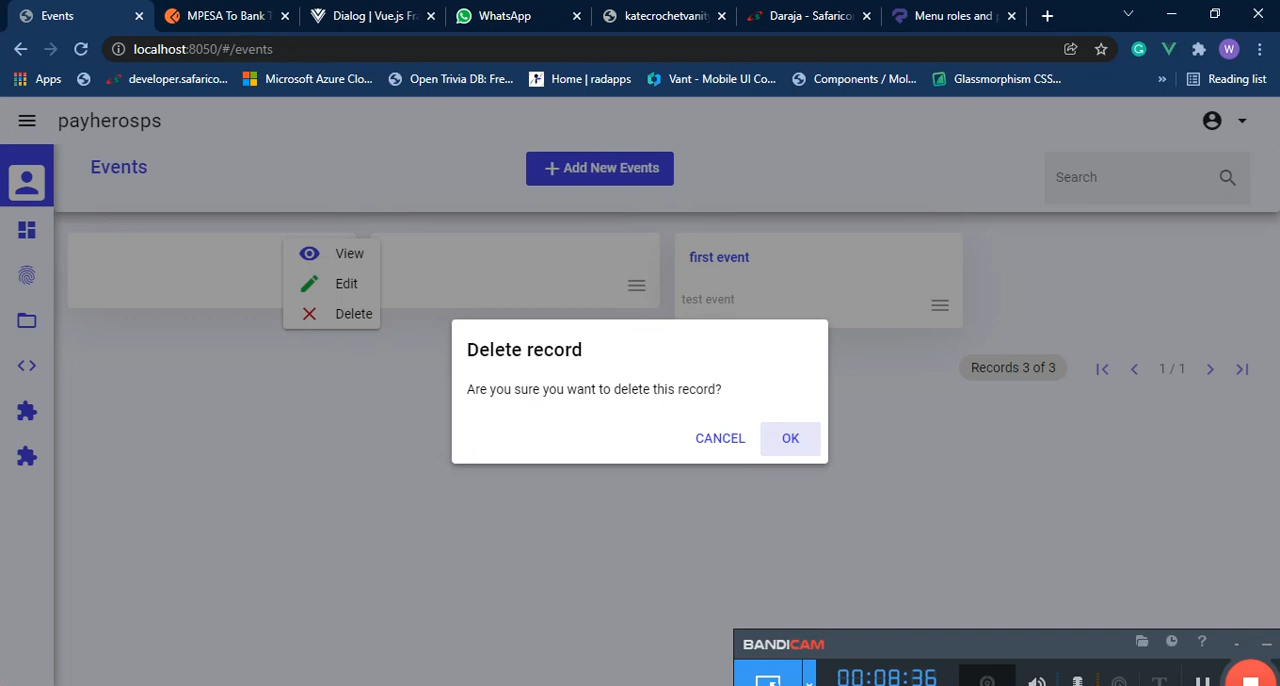 Events
MPESA To Bank T
Dialog | Vue.js Fra
WhatsApp
katecrochetvanity
Daraja - Safarico
Menu roles and p
localhost:8050/#/events
W
Apps
developer.safarico...
Microsoft Azure Clo...
Open Trivia DB: Fre...
Home | radapps
Vant - Mobile UI Co...
Components / Mol...
Glassmorphism CSS...
»
Reading list
payherosps
Events
Add New Events
Search
View
Edit
Delete
first event
test event
Delete record
Are you sure you want to delete this record?
CANCEL
OK
Records 3 of 3
1 / 1
BANDICAM
00:08:36